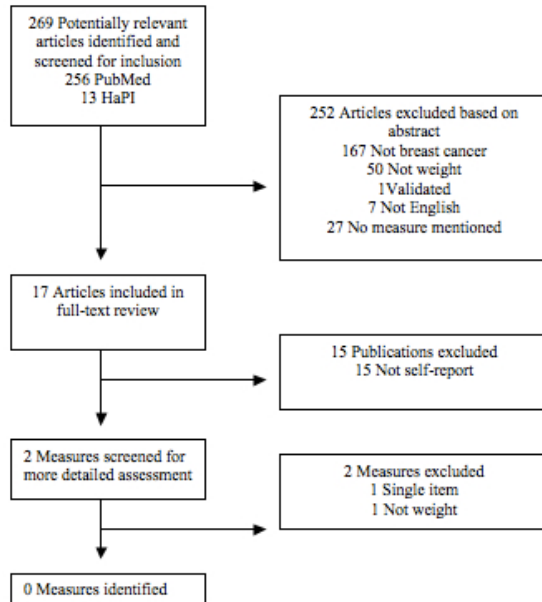 269 Potentially relevant
articles identified and
screened for inclusion
256 PubMed
13 HaPI
252 Articles excluded based on
abstract
167 Not breast cancer
50 Not weight
1Validated
7 Not English
27 No measure mentioned
17 Articles included in
full-text review
15 Publications excluded
15 Not self-report
2 Measures screened for
more detailed assessment
2 Measures excluded
1 Single item
1 Not weight
0 Measures identified